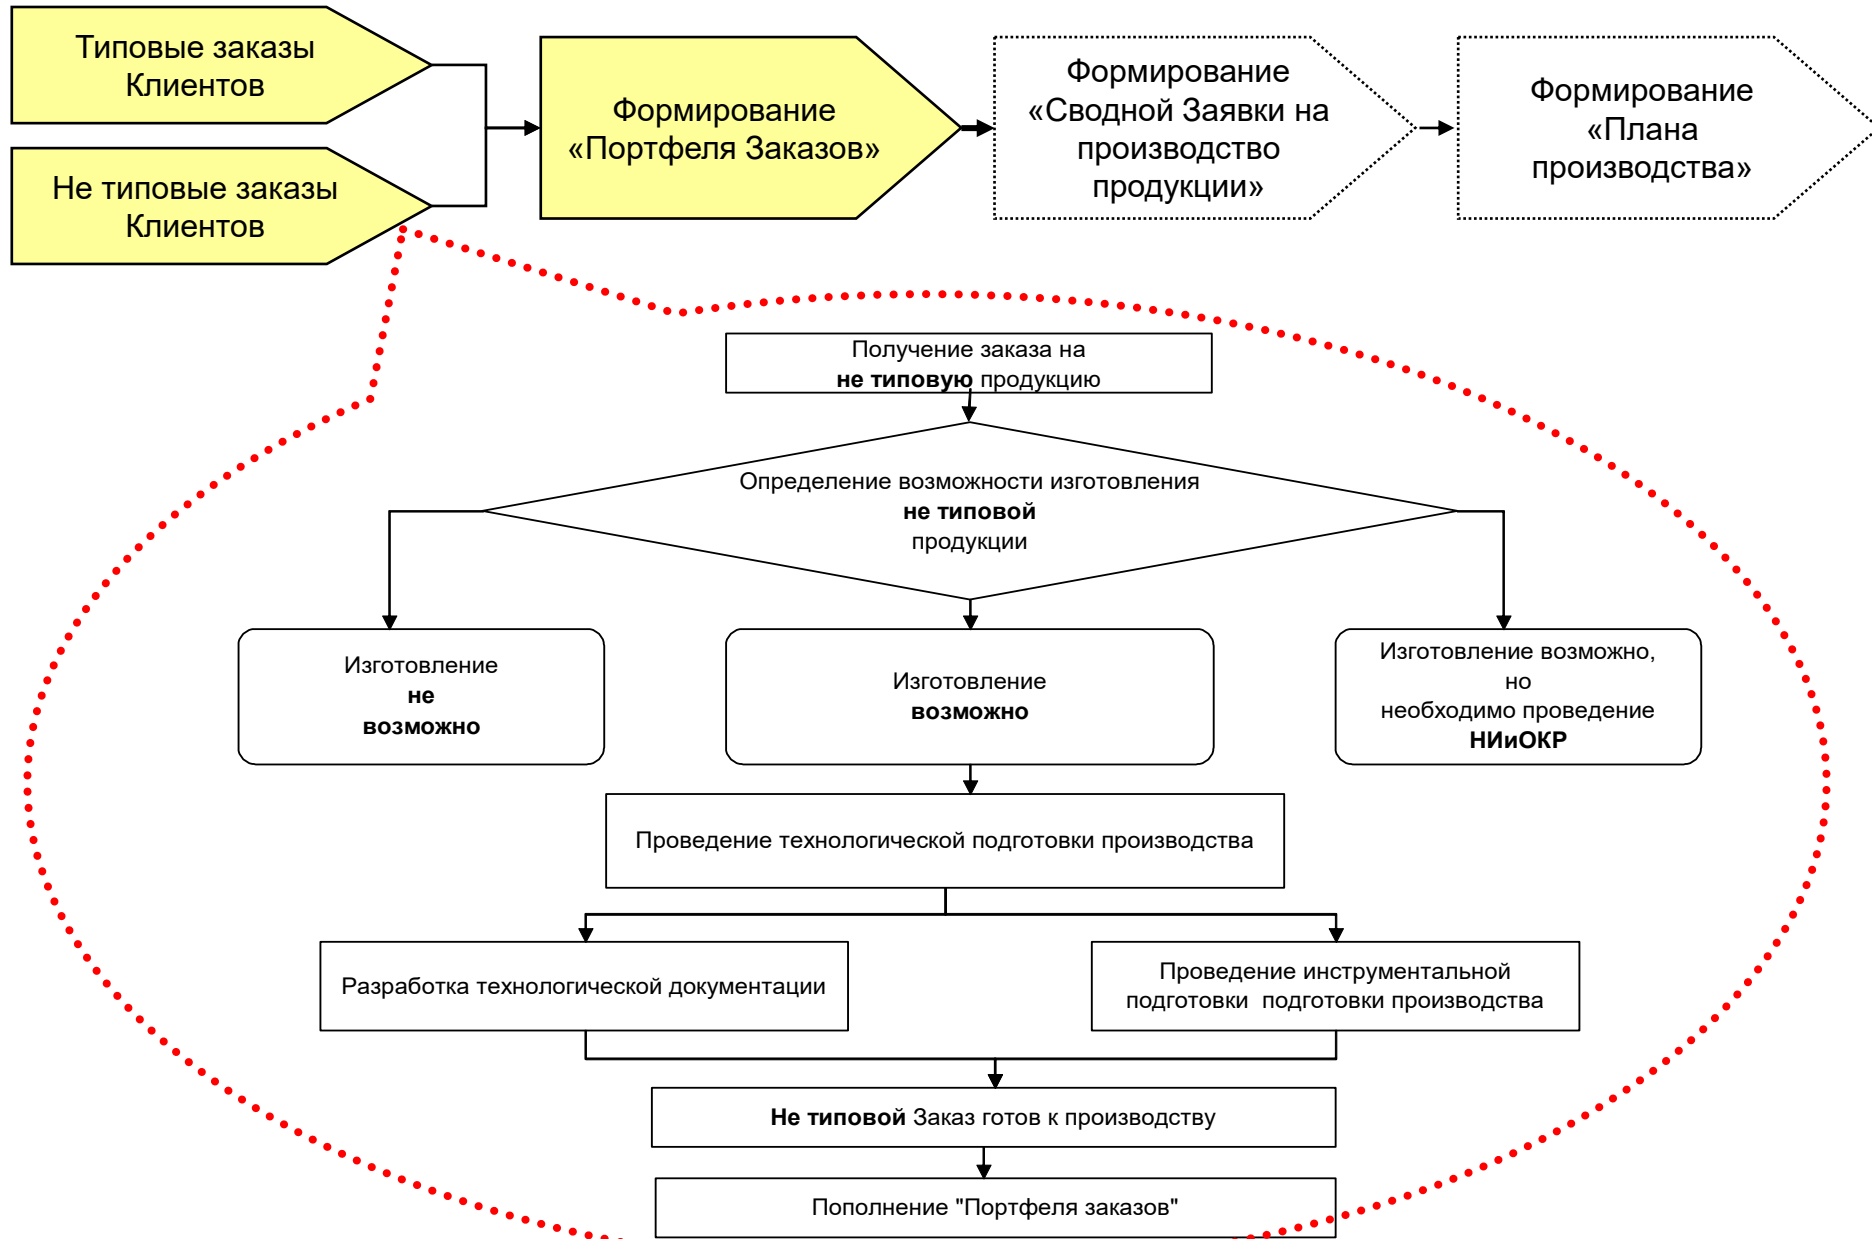 Типовые заказы
Клиентов
Не типовые заказы
Клиентов
Формирование
«Портфеля Заказов»
Формирование
«Сводной Заявки на
производство
продукции»
Формирование
«Плана
производства»
Получение заказа на
не типовую продукцию
Определение возможности изготовления
не типовой
продукции
Изготовление
не
возможно
Изготовление
возможно
Изготовление возможно,
но
необходимо проведение
НИиОКР
Проведение технологической подготовки производства
Разработка технологической документации
Проведение инструментальной
подготовки  подготовки производства
Не типовой Заказ готов к производству
Пополнение "Портфеля заказов"